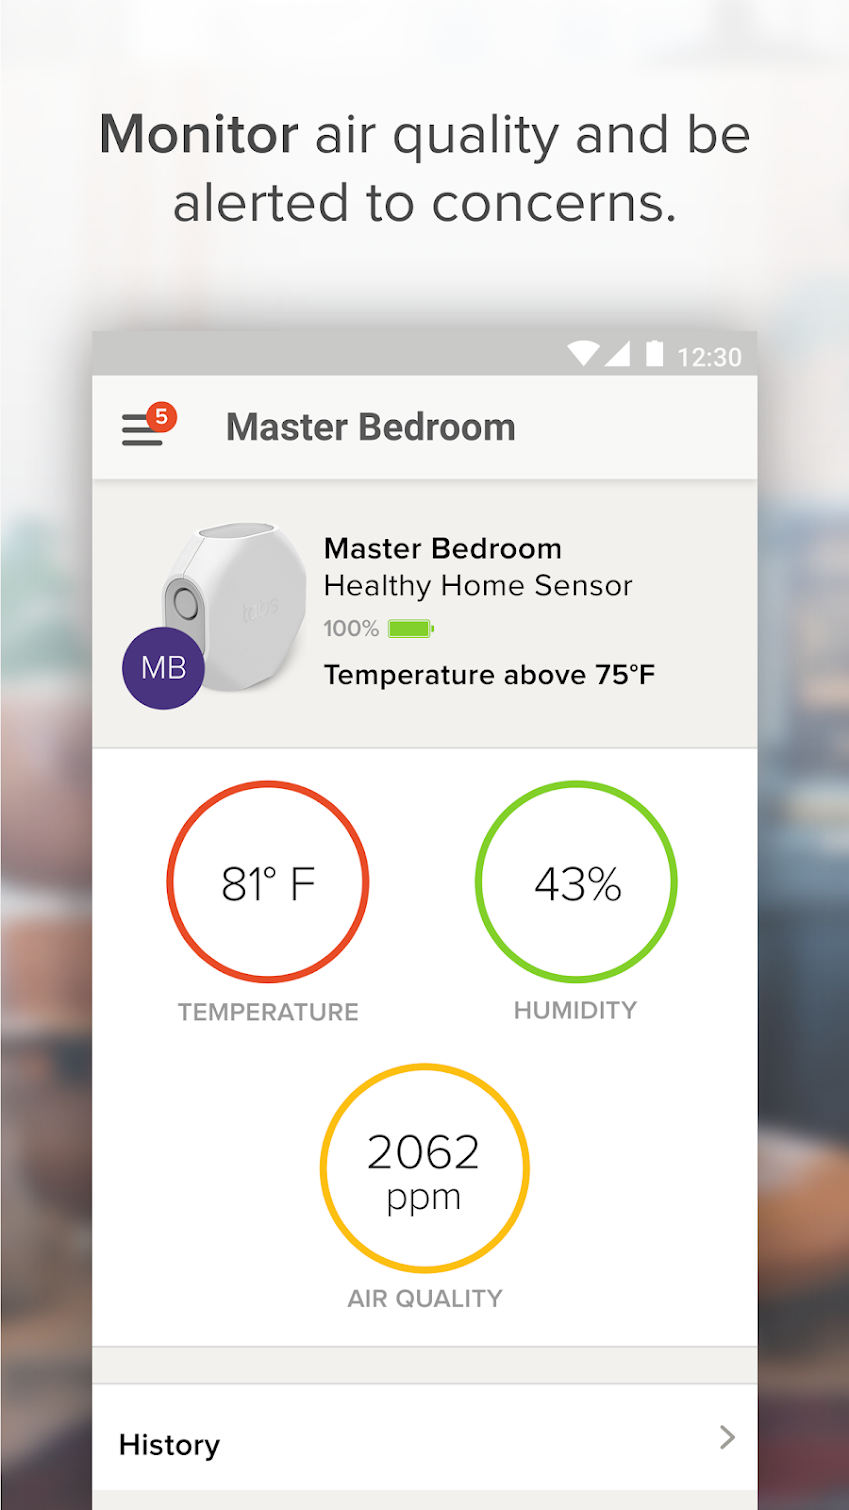 Monitor air quality and be
alerted to concerns.
12:30
5
Master Bedroom
Master Bedroom
Healthy Home Sensor
100%
MB
Temperature above 75°F
81° F
43%
TEMPERATURE
HUMIDITY
2062
ppm
AIR QUALITY
History